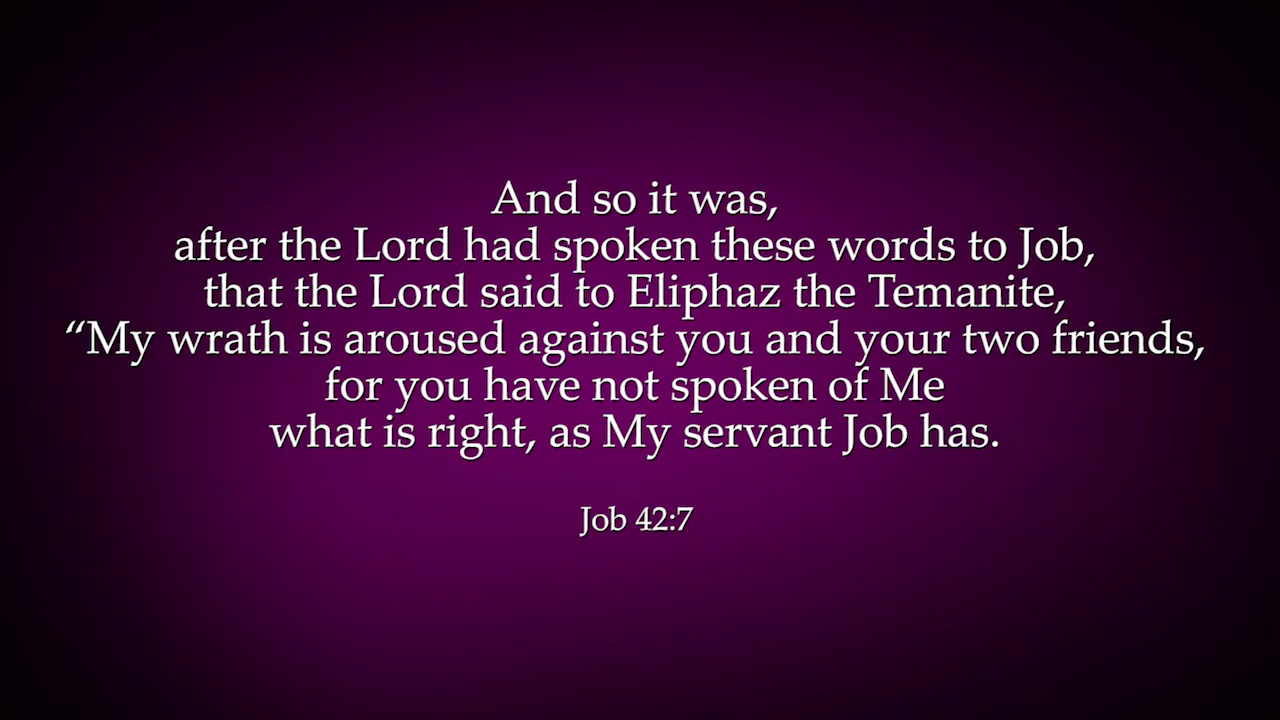 And so it was,
after the Lord had spoken these words to Job,
that the Lord said to Eliphaz the Temanite,
“My wrath is aroused against you and your two friends,
for you have not spoken of Me
what is right, as My servant Job has.
Job 42:7